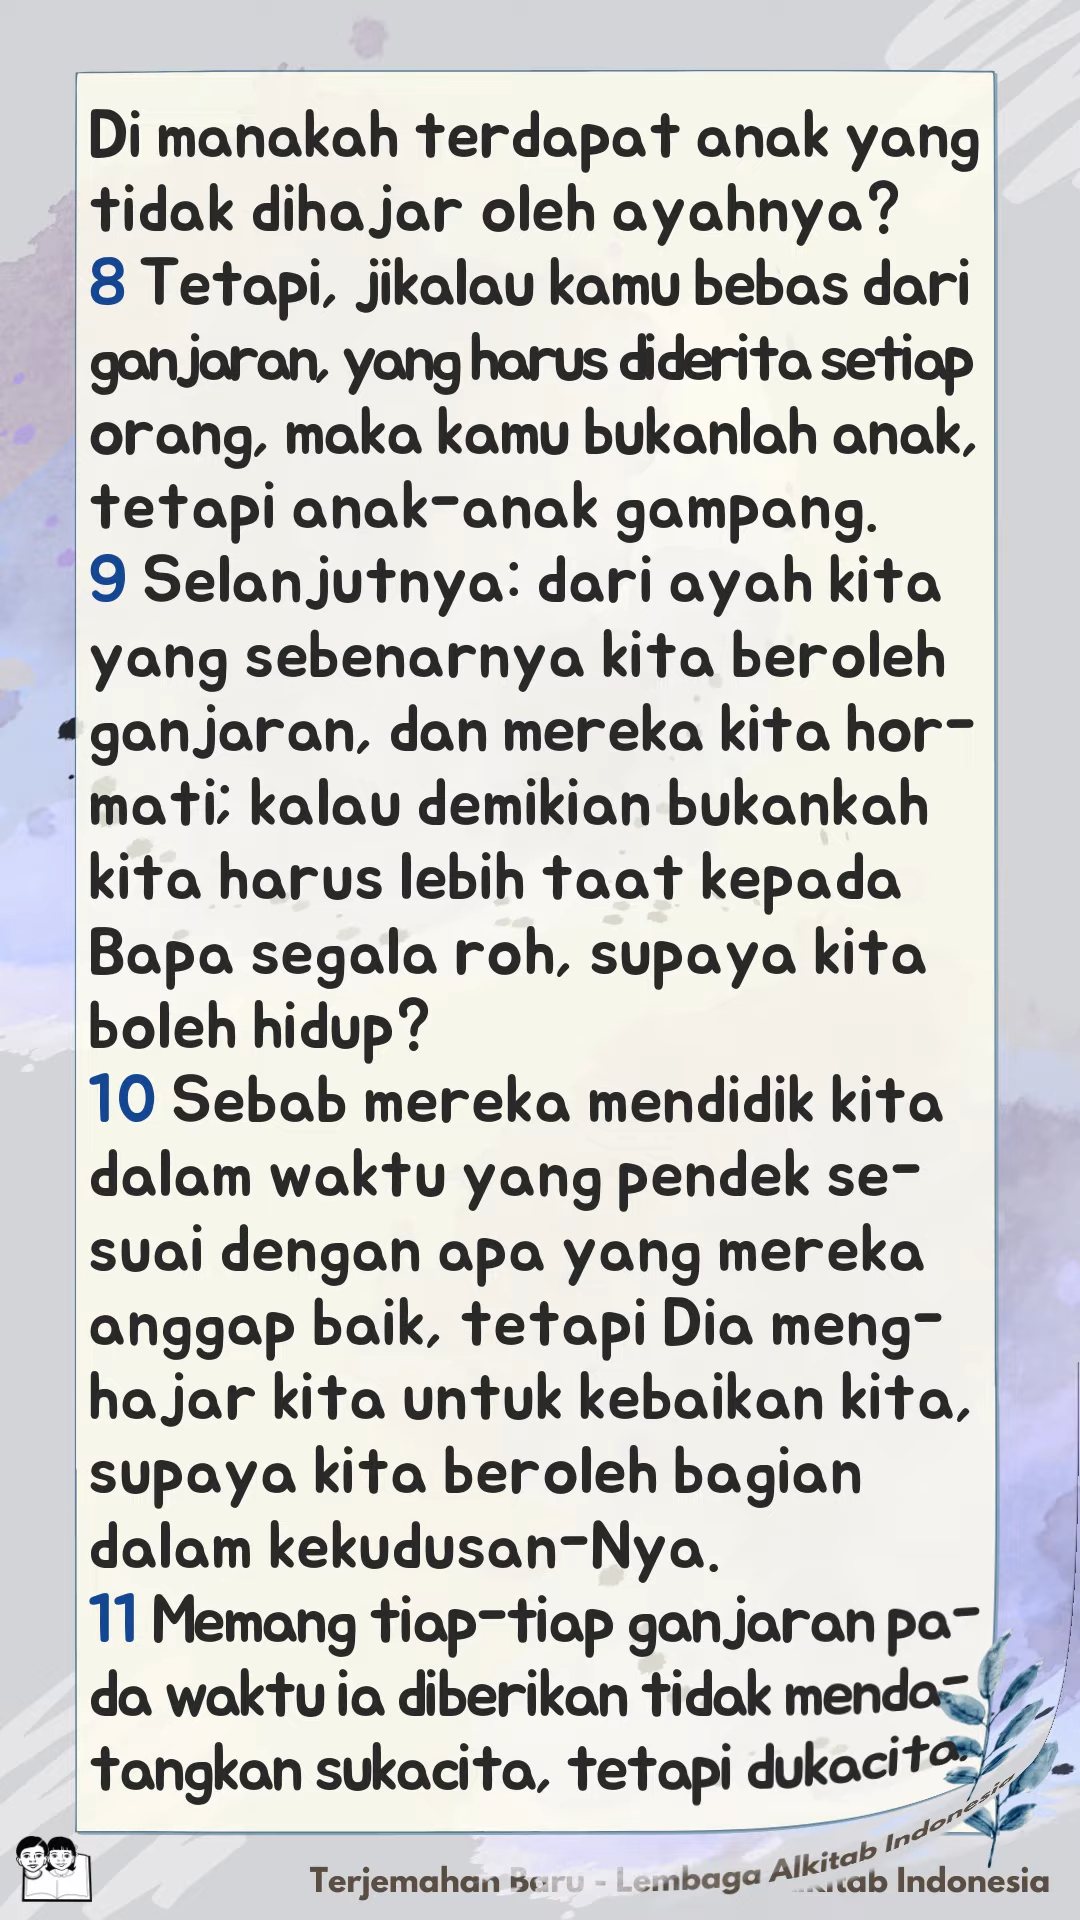 Di manakah terdapat anak yang
tidak dihajar oleh ayahnya?
8 Tetapi, jikalau kamu bebas dari
ganjaran, yang harus diderita setiap
orang, maka kamu bukanlah anak,
tetapi anak-anak gampang.
9 Selanjutnya: dari ayah kita
yang sebenarnya kita beroleh
ganjaran, dan mereka kita hor-
mati; kalau demikian bukankah
kita harus lebih taat kepada
Bapa segala roh, supaya kita
boleh hidup?
10 Sebab mereka mendidik kita
dalam waktu yang pendek se-
suai dengan apa yang mereka
anggap baik, tetapi Dia meng-
hajar kita untuk kebaikan kita,
supaya kita beroleh bagian
dalam kekudusan-Nya.
11 Memang tiap-tiap ganjaran pa-
da waktu ia diberikan tidak menda-
tangkan sukacita, tetapi dukacita.
Terjemahan Baru - Lembaga Alkitab Indonesia
Alkitab Indonesia